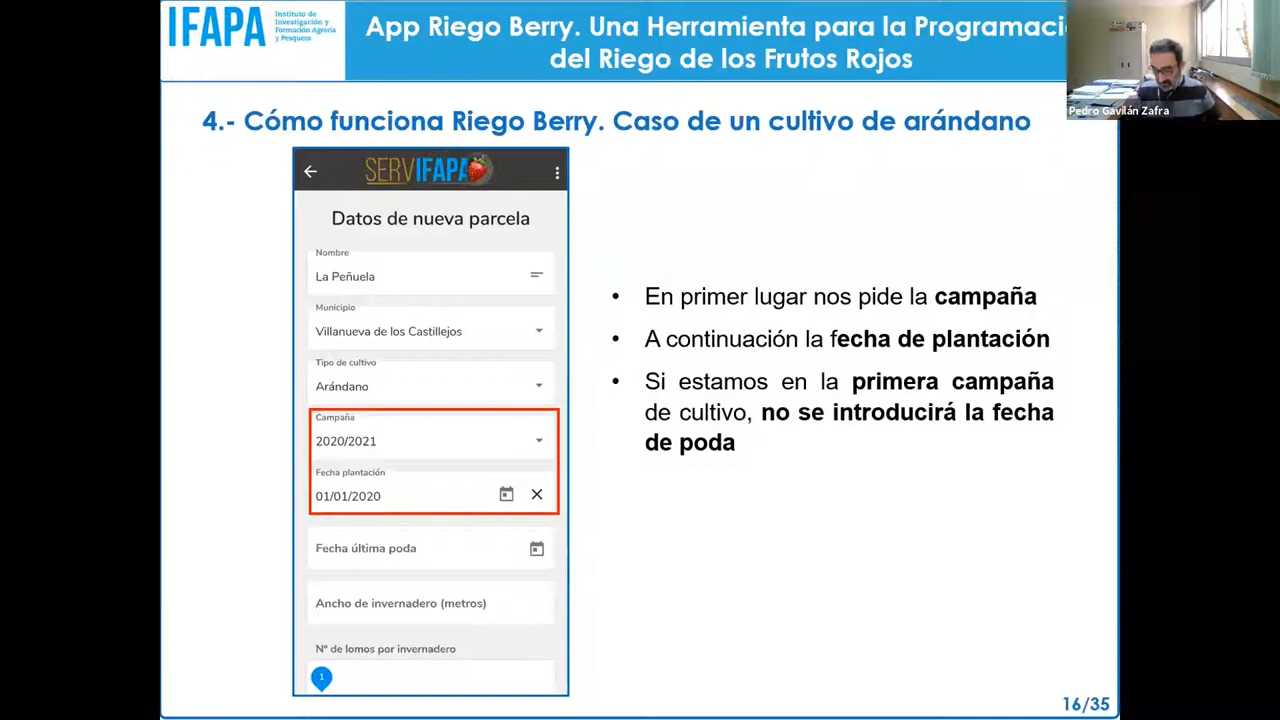 IFAPA
Instituto de
Investigación y
Formación Agraria
y Pesquera
App Riego Berry. Una Herramienta para la Programaci
del Riego de los Frutos Rojos
Pedro Gavilán Zafra
4.- Cómo funciona Riego Berry. Caso de un cultivo de arándano
SERVIFAPA
Datos de nueva parcela
Nombre
La Peñuela
Municipio
Villanueva de los Castillejos
Tipo de cultivo
Arándano
Campaña
2020/2021
Fecha plantación
01/01/2020
Fecha última poda
Ancho de invernadero (metros)
Nº de lomos por invernadero
1
• En primer lugar nos pide la campaña
• A continuación la fecha de plantación
• Si estamos en la primera campaña
de cultivo, no se introducirá la fecha
de poda
16/35